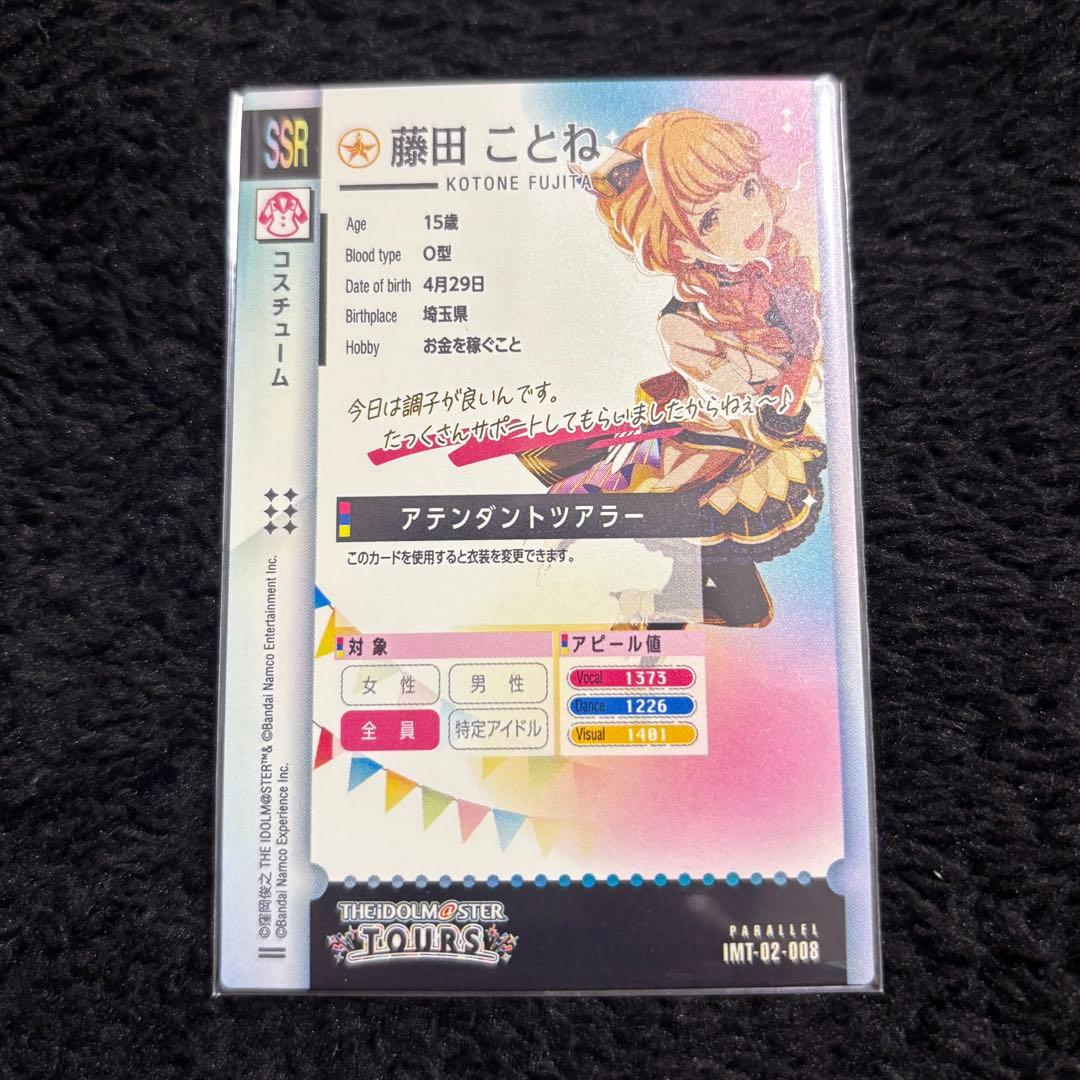 SSR
コスチューム
藤田 ことね
KOTONE FUJITA
Age 15歳
Blood type O型
Date of birth 4月29日
Birthplace 埼玉県
Hobby お金を稼ぐこと
今日は調子が良いんです。
たっくさんサポートしてもらいましたからねぇ〜♪
アテンダントツアラー
このカードを使用すると衣装を変更できます。
対象
女性 男性
全員 特定アイドル
アピール値
Vocal 1373
Dance 1226
Visual 1401
©窪岡俊之 THE IDOLM@STER™& ©Bandai Namco Entertainment Inc.
©Bandai Namco Experience Inc.
THE iDOLM@STER
TOURS
PARALLEL
IMT-02-008